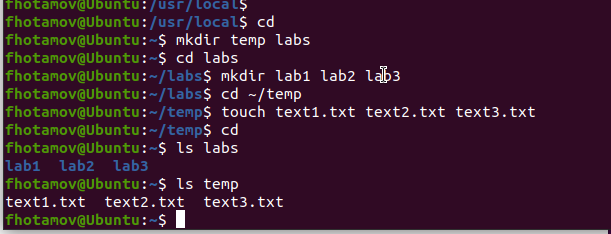 fhotamov@Ubuntu:/usr/local$
fhotamov@Ubuntu:/usr/local$ cd
fhotamov@Ubuntu:~$ mkdir temp labs
fhotamov@Ubuntu:~$ cd labs
fhotamov@Ubuntu:~/labs$ mkdir lab1 lab2 lab3
fhotamov@Ubuntu:~/labs$ cd ~/temp
fhotamov@Ubuntu:~/temp$ touch text1.txt text2.txt text3.txt
fhotamov@Ubuntu:~/temp$ cd
fhotamov@Ubuntu:~$ ls labs
lab1  lab2  lab3
fhotamov@Ubuntu:~$ ls temp
text1.txt  text2.txt  text3.txt
fhotamov@Ubuntu:~$